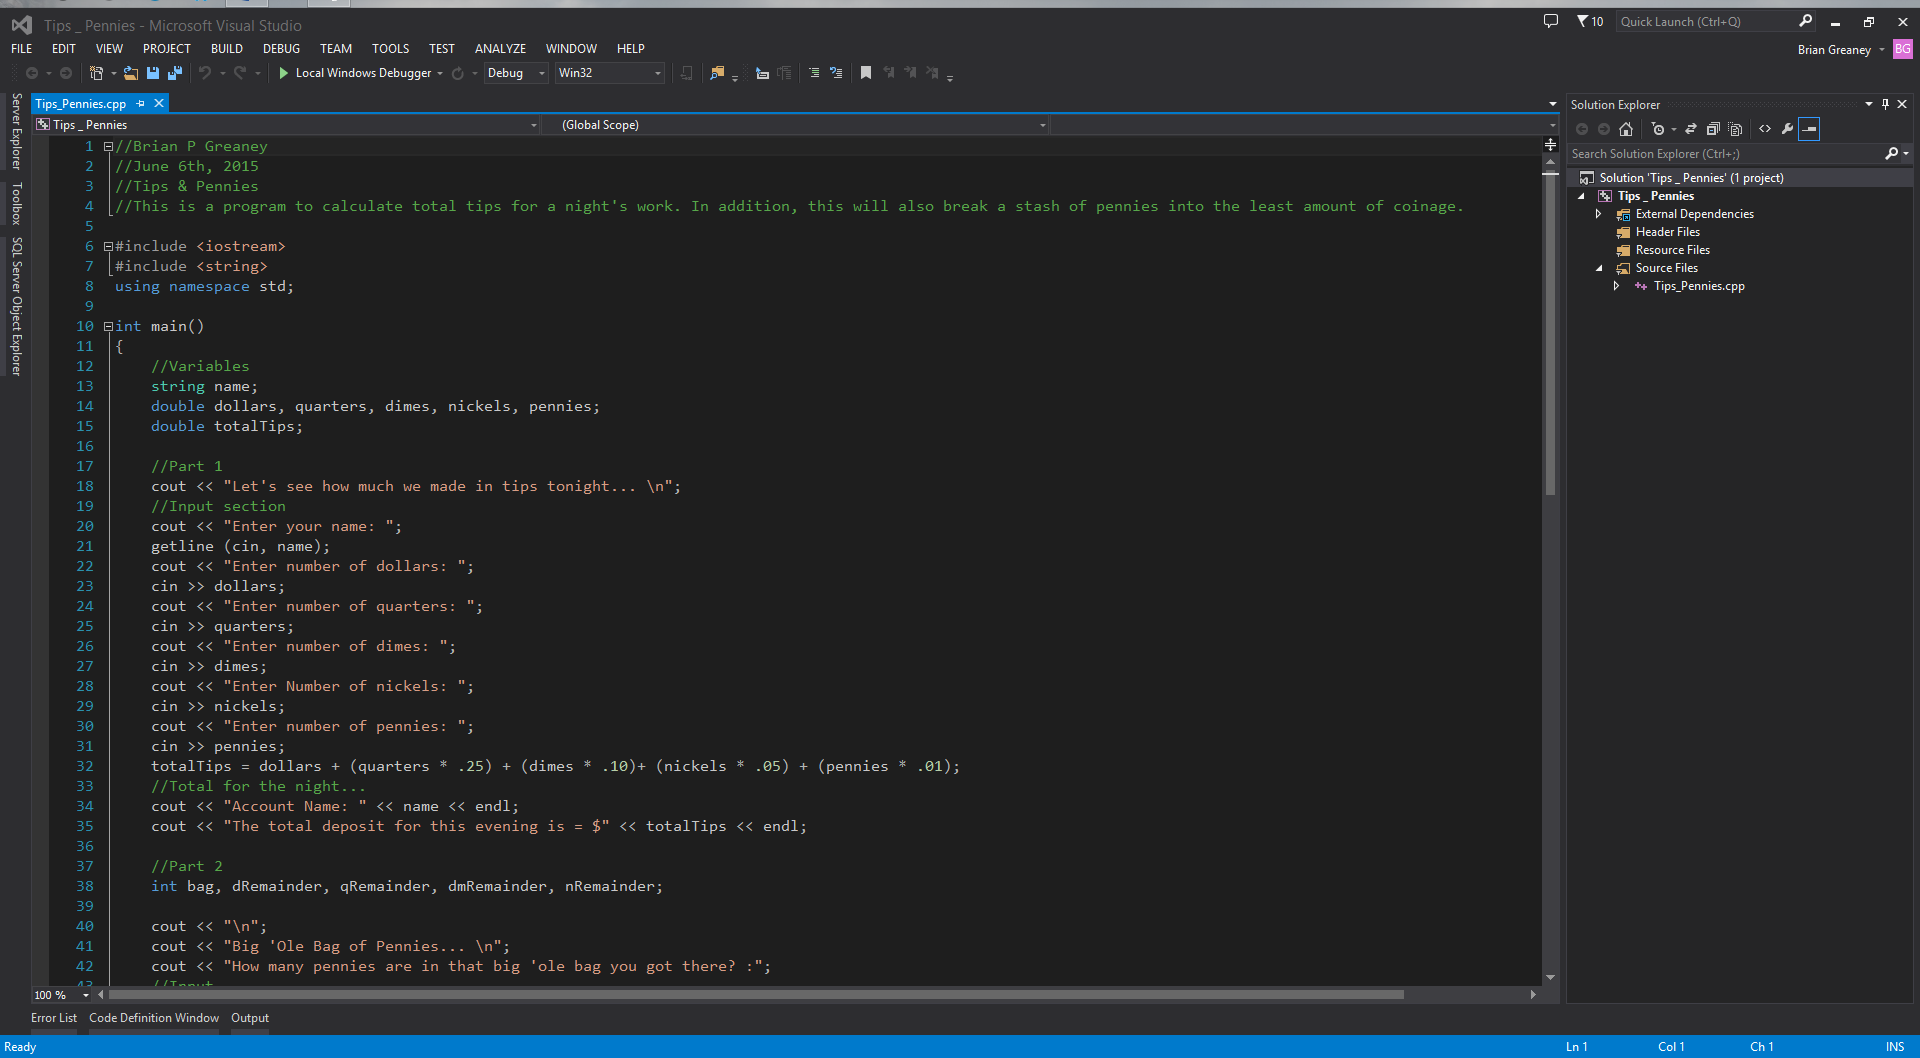 Tips _ Pennies - Microsoft Visual Studio
10
Quick Launch (Ctrl+Q)
FILE EDIT VIEW PROJECT BUILD DEBUG TEAM TOOLS TEST ANALYZE WINDOW HELP
Brian Greaney
BG
Local Windows Debugger
Debug
Win32
Server Explorer
Toolbox
SQL Server Object Explorer
Tips_Pennies.cpp
Tips _ Pennies
(Global Scope)
1 //Brian P Greaney
2 //June 6th, 2015
3 //Tips & Pennies
4 //This is a program to calculate total tips for a night's work. In addition, this will also break a stash of pennies into the least amount of coinage.
5
6 #include <iostream>
7 #include <string>
8 using namespace std;
9
10 int main()
11 {
12 //Variables
13 string name;
14 double dollars, quarters, dimes, nickels, pennies;
15 double totalTips;
16
17 //Part 1
18 cout << "Let's see how much we made in tips tonight... \n";
19 //Input section
20 cout << "Enter your name: ";
21 getline (cin, name);
22 cout << "Enter number of dollars: ";
23 cin >> dollars;
24 cout << "Enter number of quarters: ";
25 cin >> quarters;
26 cout << "Enter number of dimes: ";
27 cin >> dimes;
28 cout << "Enter Number of nickels: ";
29 cin >> nickels;
30 cout << "Enter number of pennies: ";
31 cin >> pennies;
32 totalTips = dollars + (quarters * .25) + (dimes * .10)+ (nickels * .05) + (pennies * .01);
33 //Total for the night...
34 cout << "Account Name: " << name << endl;
35 cout << "The total deposit for this evening is = $" << totalTips << endl;
36
37 //Part 2
38 int bag, dRemainder, qRemainder, dmRemainder, nRemainder;
39
40 cout << "\n";
41 cout << "Big 'Ole Bag of Pennies... \n";
42 cout << "How many pennies are in that big 'ole bag you got there? :";
43 //Input
100 %
Solution Explorer
Search Solution Explorer (Ctrl+;)
Solution 'Tips _ Pennies' (1 project)
Tips _ Pennies
External Dependencies
Header Files
Resource Files
Source Files
Tips_Pennies.cpp
Error List Code Definition Window Output
Ready
Ln 1 Col 1 Ch 1 INS